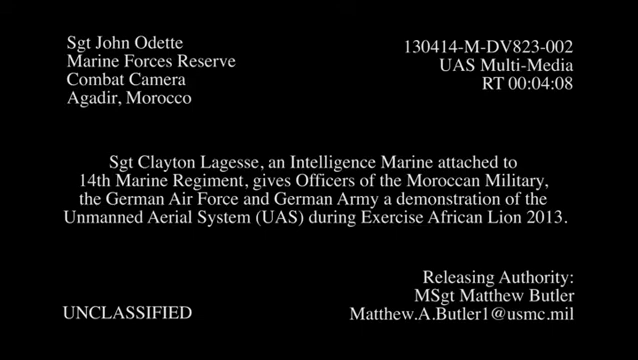 Sgt John Odette
Marine Forces Reserve
Combat Camera
Agadir, Morocco
130414-M-DV823-002
UAS Multi-Media
RT 00:04:08
Sgt Clayton Lagesse, an Intelligence Marine attached to
14th Marine Regiment, gives Officers of the Moroccan Military,
the German Air Force and German Army a demonstration of the
Unmanned Aerial System (UAS) during Exercise African Lion 2013.
UNCLASSIFIED
Releasing Authority:
MSgt Matthew Butler
Matthew.A.Butler1@usmc.mil